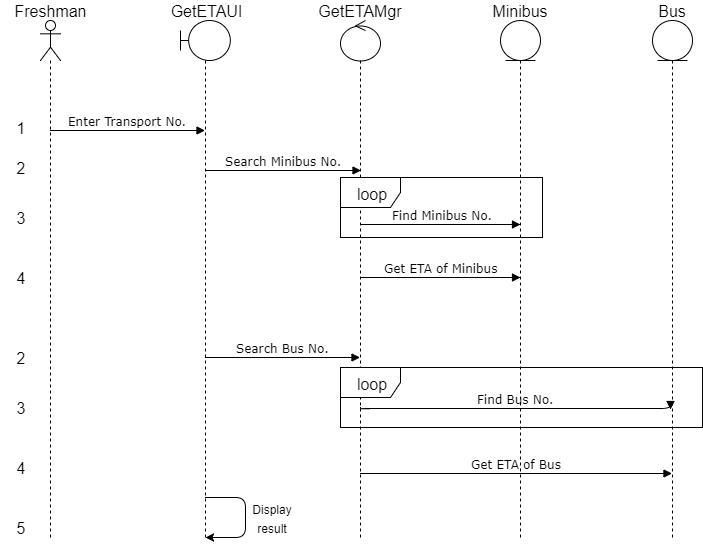 Freshman GetETAUI GetETAMgr Minibus Bus
1 Enter Transport No.
2 Search Minibus No.
loop
3 Find Minibus No.
4 Get ETA of Minibus
2 Search Bus No.
loop
3 Find Bus No.
4 Get ETA of Bus
Display
5 result